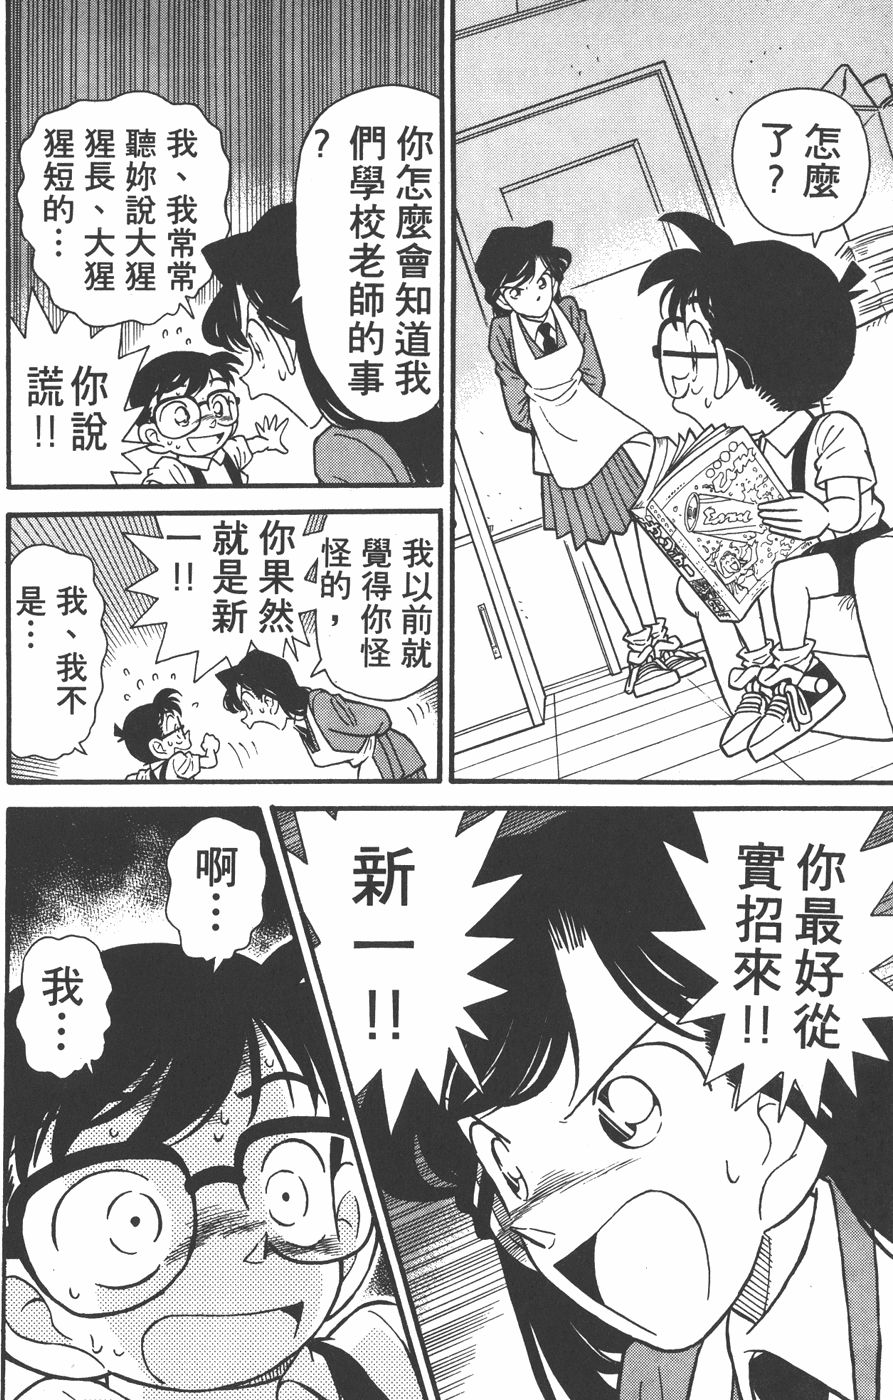 怎麼
了?
你怎麼會知道我
們學校老師的事
?
我、我常常
聽妳說大猩
猩長、大猩
猩短的…
你說
謊!!
我以前就
覺得你怪
怪的,
你果然
就是新
一!!
我、我不
是…
你最好從
實招來!!
新一!!
啊…
我…